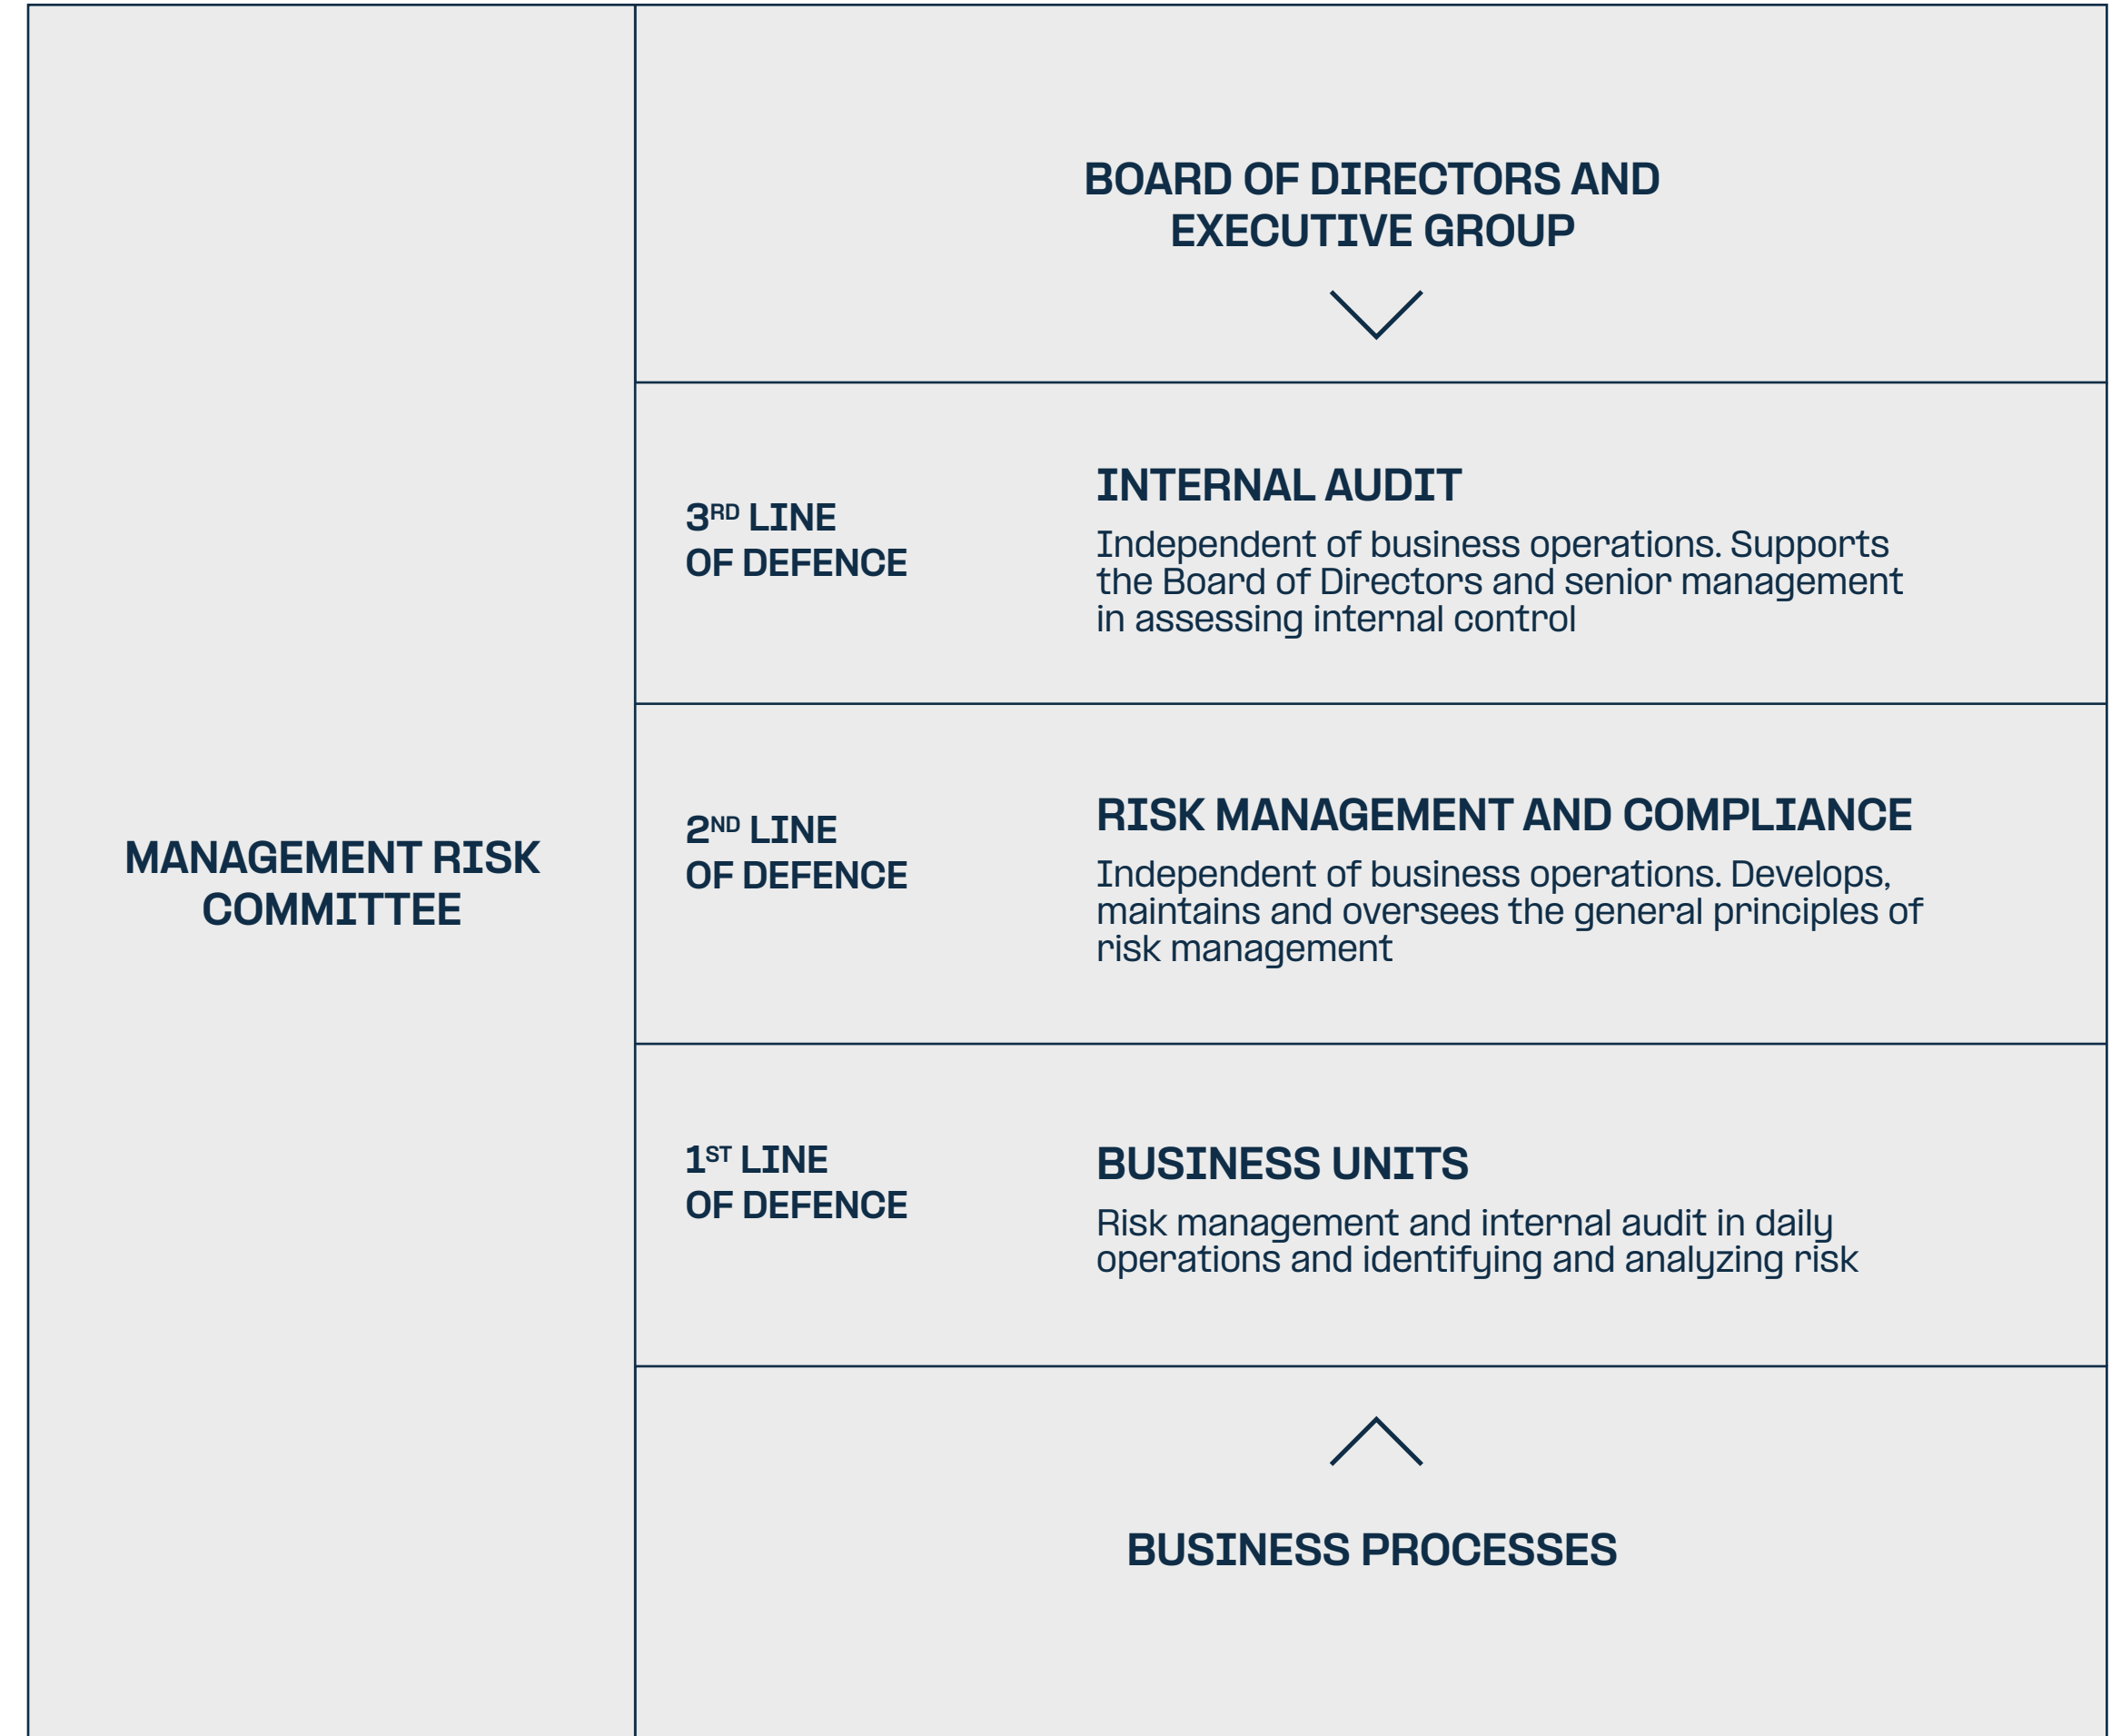 MANAGEMENT RISK
COMMITTEE
BOARD OF DIRECTORS AND
EXECUTIVE GROUP
3RD LINE
OF DEFENCE
INTERNAL AUDIT
Independent of business operations. Supports
the Board of Directors and senior management
in assessing internal control
2ND LINE
OF DEFENCE
RISK MANAGEMENT AND COMPLIANCE
Independent of business operations. Develops,
maintains and oversees the general principles of
risk management
1ST LINE
OF DEFENCE
BUSINESS UNITS
Risk management and internal audit in daily
operations and identifying and analyzing risk
BUSINESS PROCESSES